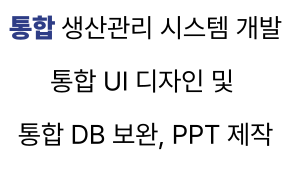 통합 생산관리 시스템 개발
통합 UI 디자인 및
통합 DB 보완, PPT 제작